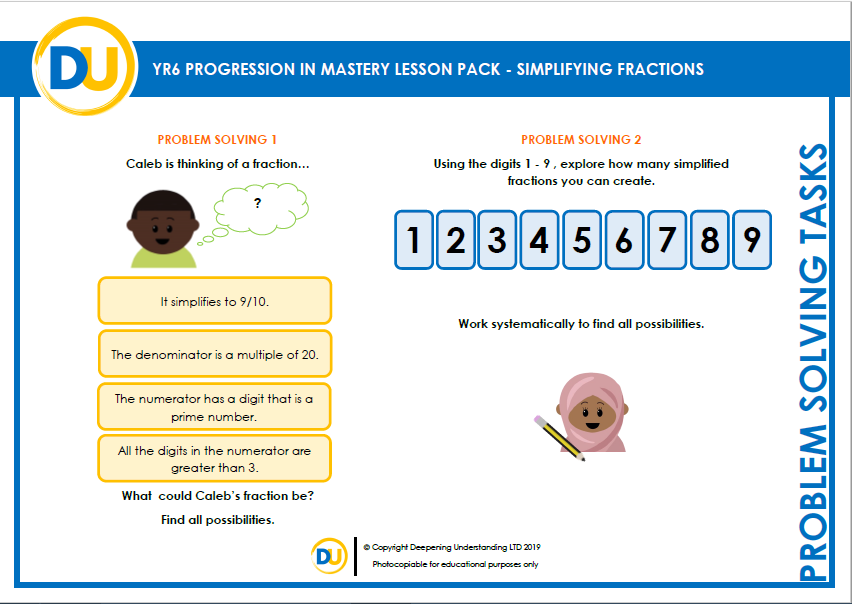 DU
YR6 PROGRESSION IN MASTERY LESSON PACK - SIMPLIFYING FRACTIONS
PROBLEM SOLVING 1
Caleb is thinking of a fraction...
?
It simplifies to 9/10.
The denominator is a multiple of 20.
The numerator has a digit that is a
prime number.
All the digits in the numerator are
greater than 3.
What could Caleb's fraction be?
Find all possibilities.
PROBLEM SOLVING 2
Using the digits 1 - 9 , explore how many simplified
fractions you can create.
1 2 3 4 5 6 7 8 9
Work systematically to find all possibilities.
PROBLEM SOLVING TASKS
DU
© Copyright Deepening Understanding LTD 2019
Photocopiable for educational purposes only